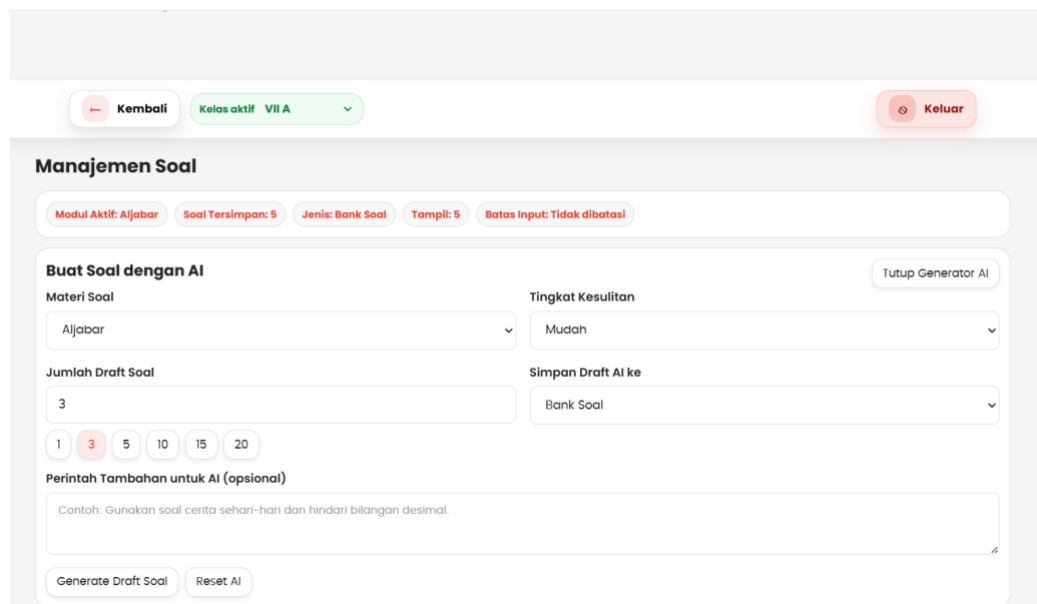 ← Kembali Kelas aktif VII A Keluar
Manajemen Soal
Modul Aktif: Aljabar Soal Tersimpan: 5 Jenis: Bank Soal Tampil: 5 Batas Input: Tidak dibatasi
Buat Soal dengan AI Tutup Generator AI
Materi Soal Tingkat Kesulitan
Aljabar Mudah
Jumlah Draft Soal Simpan Draft AI ke
3 Bank Soal
1 3 5 10 15 20
Perintah Tambahan untuk AI (opsional)
Contoh: Gunakan soal cerita sehari-hari dan hindari bilangan desimal.
Generate Draft Soal Reset AI